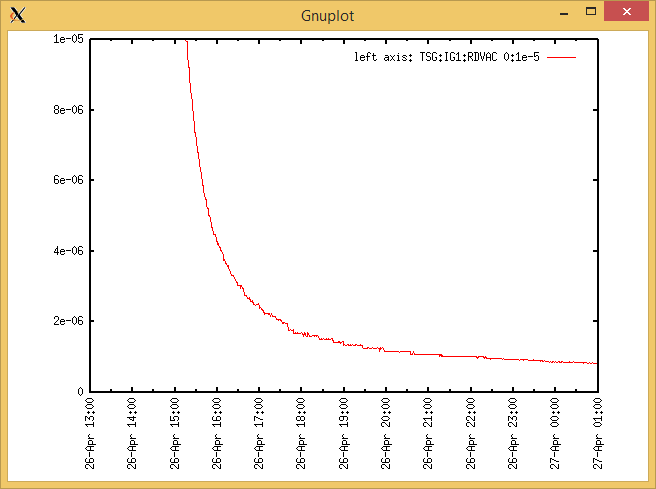 Gnuplot
left axis: TSG:IG1:RDVAC 0:1e-5
1e-05
8e-06
6e-06
4e-06
2e-06
0
26-Apr 13:00
26-Apr 14:00
26-Apr 15:00
26-Apr 16:00
26-Apr 17:00
26-Apr 18:00
26-Apr 19:00
26-Apr 20:00
26-Apr 21:00
26-Apr 22:00
26-Apr 23:00
27-Apr 00:00
27-Apr 01:00